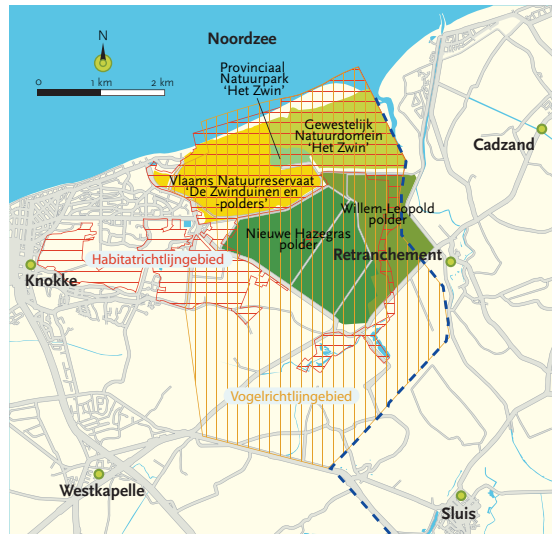 Noordzee
N
0
1 km
2 km
Provinciaal
Natuurpark
‘Het Zwin’
Gewestelijk
Natuurdomein
‘Het Zwin’
Cadzand
Vlaams Natuurreservaat
‘De Zwinduinen en
-polders’
Willem-Leopold
polder
Nieuwe Hazegras
polder
Retranchement
Habitatrichtlijngebied
Knokke
Vogelrichtlijngebied
Westkapelle
Sluis